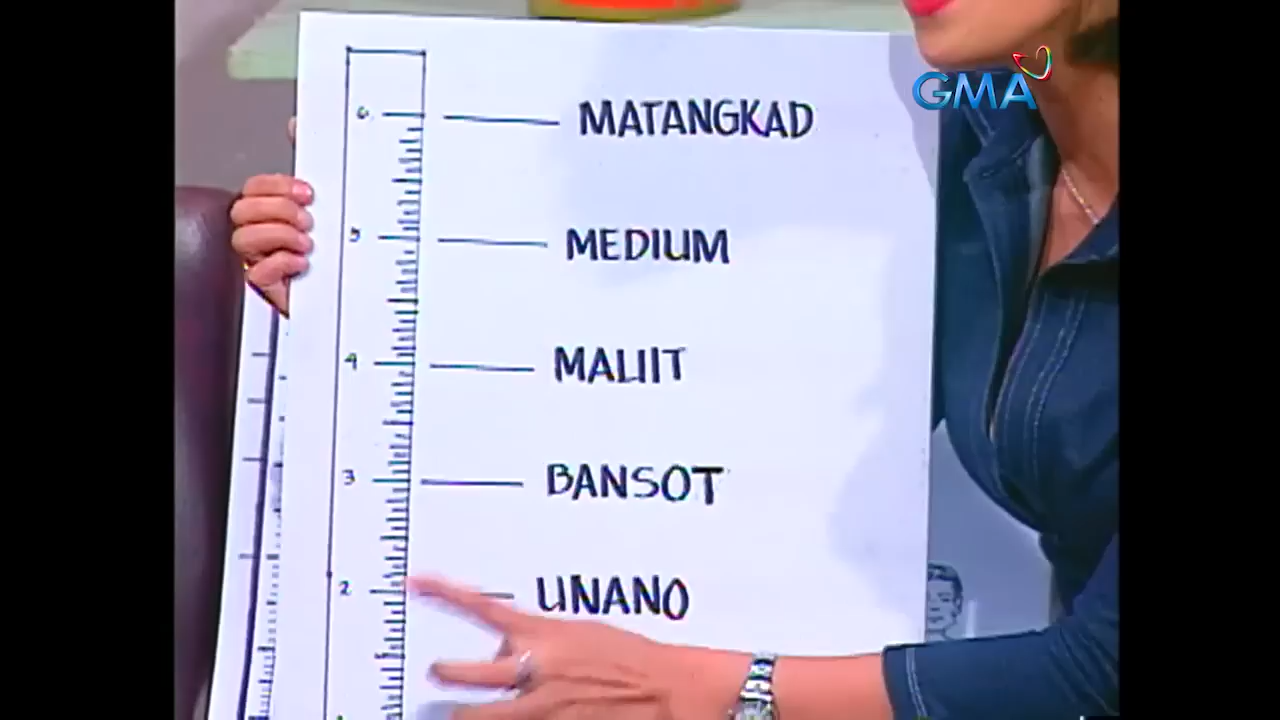 GMA
6 MATANGKAD
5 MEDIUM
4 MALIIT
3 BANSOT
2 UNANO